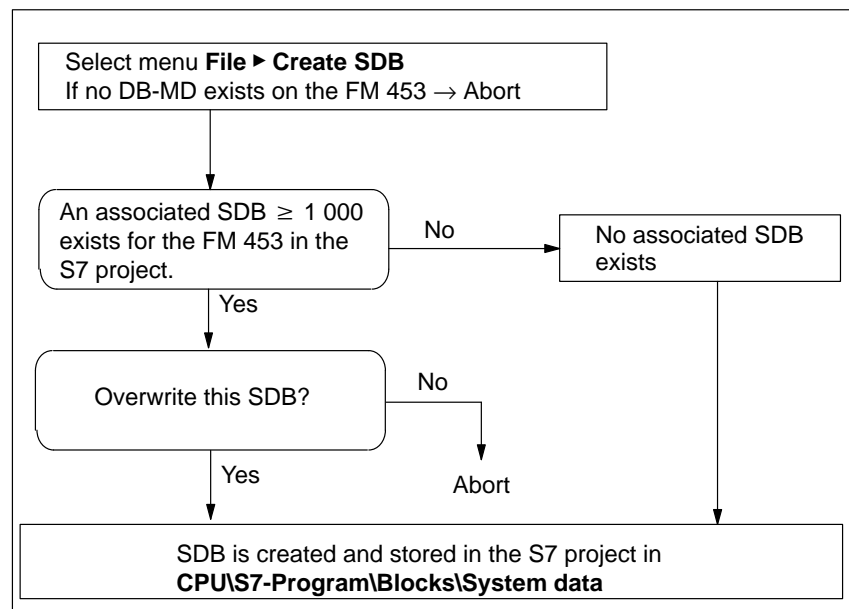 Select menu File ▶ Create SDB
If no DB-MD exists on the FM 453 → Abort
An associated SDB ≥ 1 000
exists for the FM 453 in the
S7 project.
No
No associated SDB
exists
Yes
Overwrite this SDB?
No
Yes
Abort
SDB is created and stored in the S7 project in
CPU\S7-Program\Blocks\System data